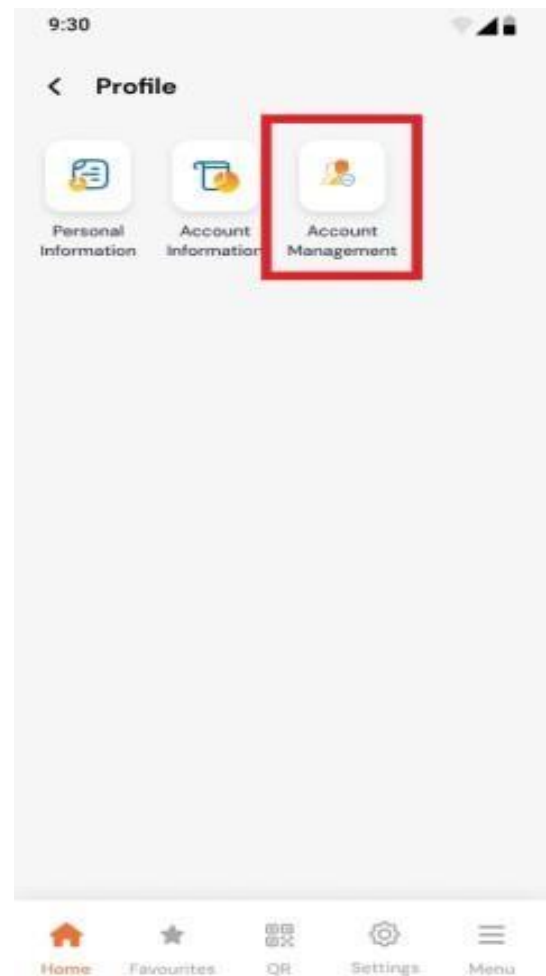 9:30
Profile
Personal
Information
Account
Information
Account
Management
Home
Favourites
QR
Settings
Menu